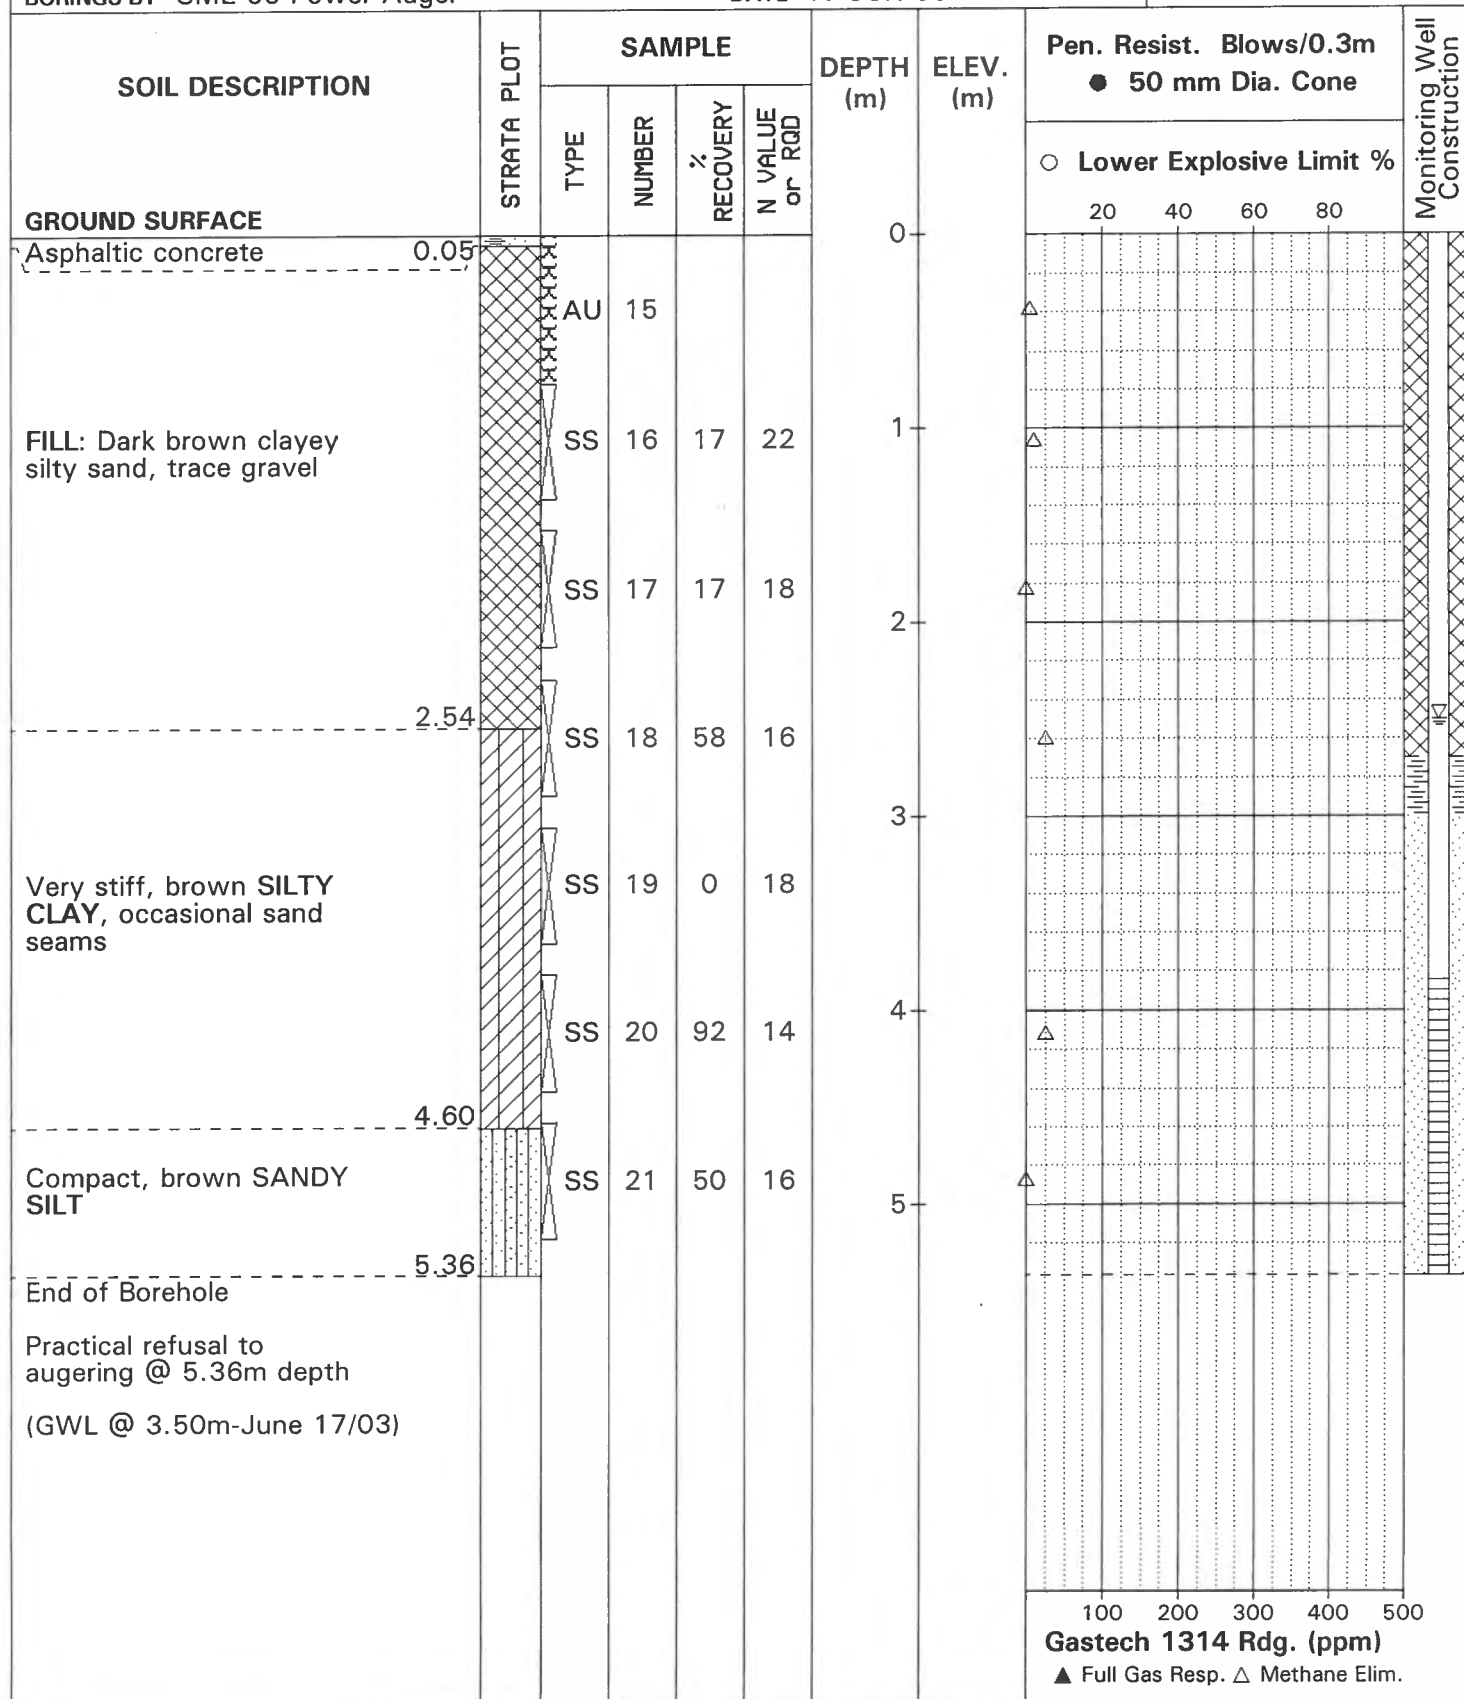 SOIL DESCRIPTION
GROUND SURFACE
STRATA PLOT
SAMPLE
TYPE
NUMBER
% RECOVERY
N VALUE or RQD
DEPTH (m)
ELEV. (m)
Pen. Resist. Blows/0.3m
● 50 mm Dia. Cone
○ Lower Explosive Limit %
20 40 60 80
Monitoring Well Construction
Asphaltic concrete 0.05
0
AU 15
FILL: Dark brown clayey
silty sand, trace gravel
SS 16 17 22
1
SS 17 17 18
2
2.54
SS 18 58 16
3
Very stiff, brown SILTY
CLAY, occasional sand
seams
SS 19 0 18
4
SS 20 92 14
4.60
Compact, brown SANDY
SILT
SS 21 50 16
5
5.36
End of Borehole
Practical refusal to
augering @ 5.36m depth
(GWL @ 3.50m-June 17/03)
100 200 300 400 500
Gastech 1314 Rdg. (ppm)
▲ Full Gas Resp. △ Methane Elim.